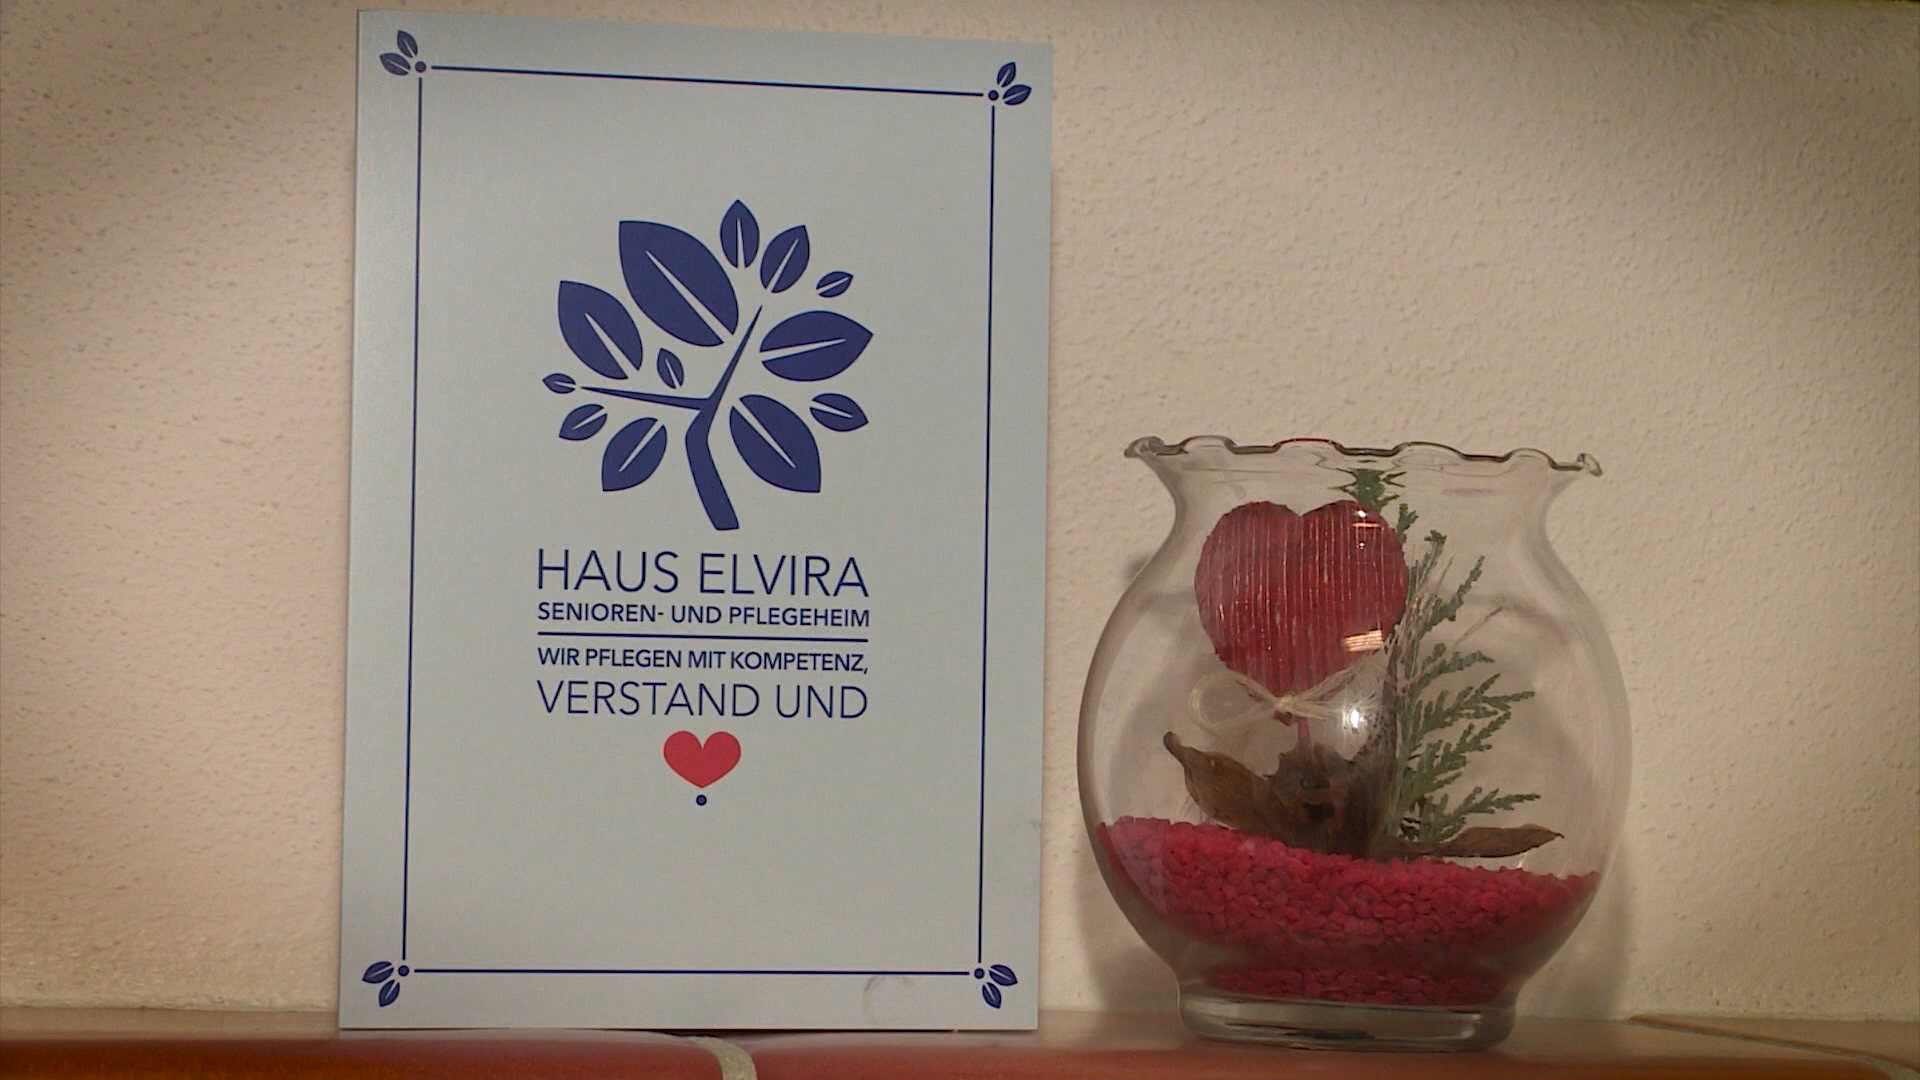 HAUS ELVIRA
SENIOREN- UND PFLEGEHEIM
WIR PFLEGEN MIT KOMPETENZ,
VERSTAND UND